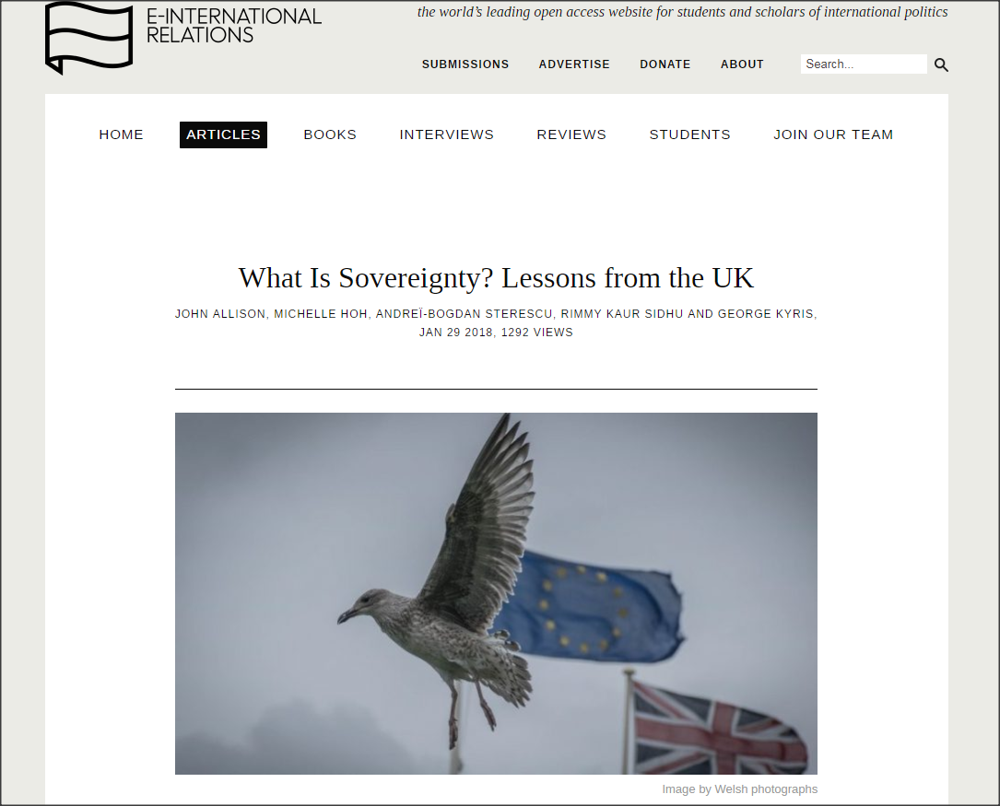 E-INTERNATIONAL
RELATIONS
the world’s leading open access website for students and scholars of international politics
SUBMISSIONS ADVERTISE DONATE ABOUT Search...
HOME ARTICLES BOOKS INTERVIEWS REVIEWS STUDENTS JOIN OUR TEAM
What Is Sovereignty? Lessons from the UK
JOHN ALLISON, MICHELLE HOH, ANDREÏ-BOGDAN STERESCU, RIMMY KAUR SIDHU AND GEORGE KYRIS,
JAN 29 2018, 1292 VIEWS
Image by Welsh photographs